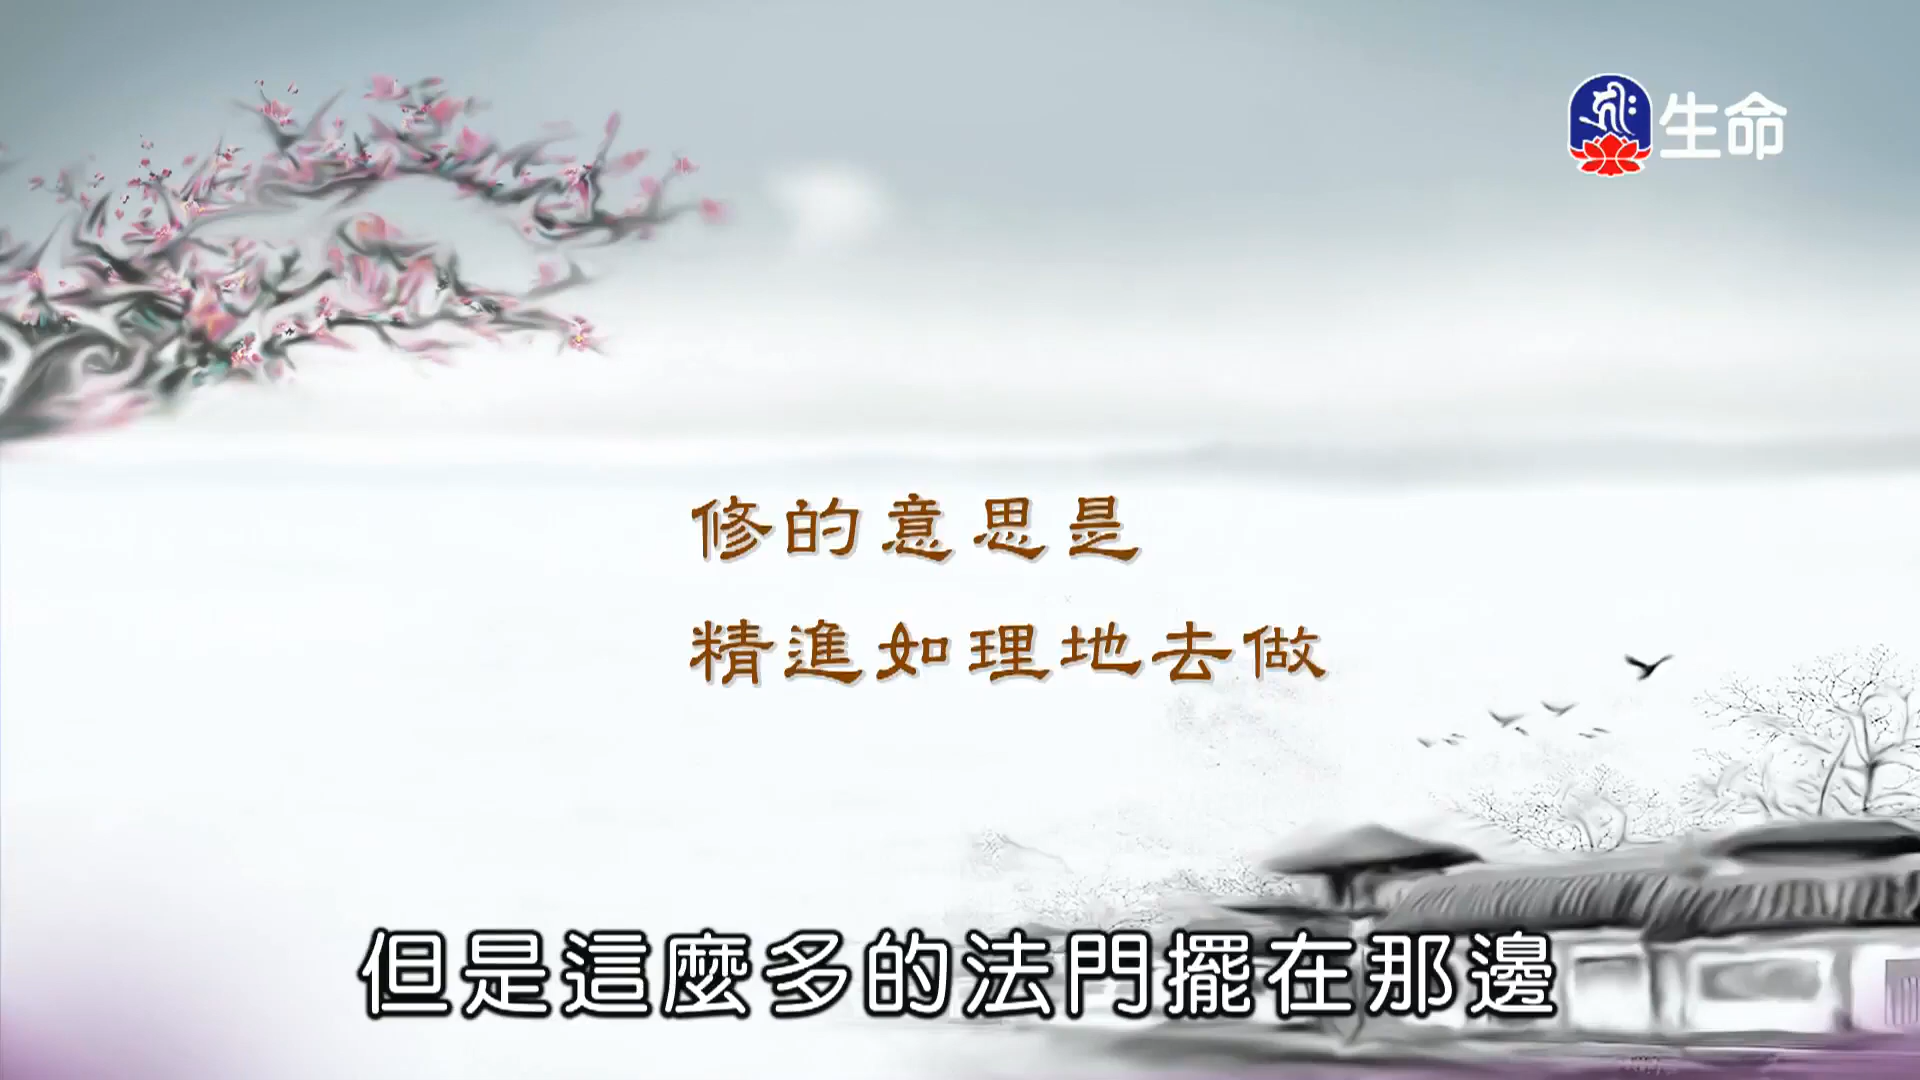 生命
修的意思是
精進如理地去做
但是這麼多的法門擺在那邊